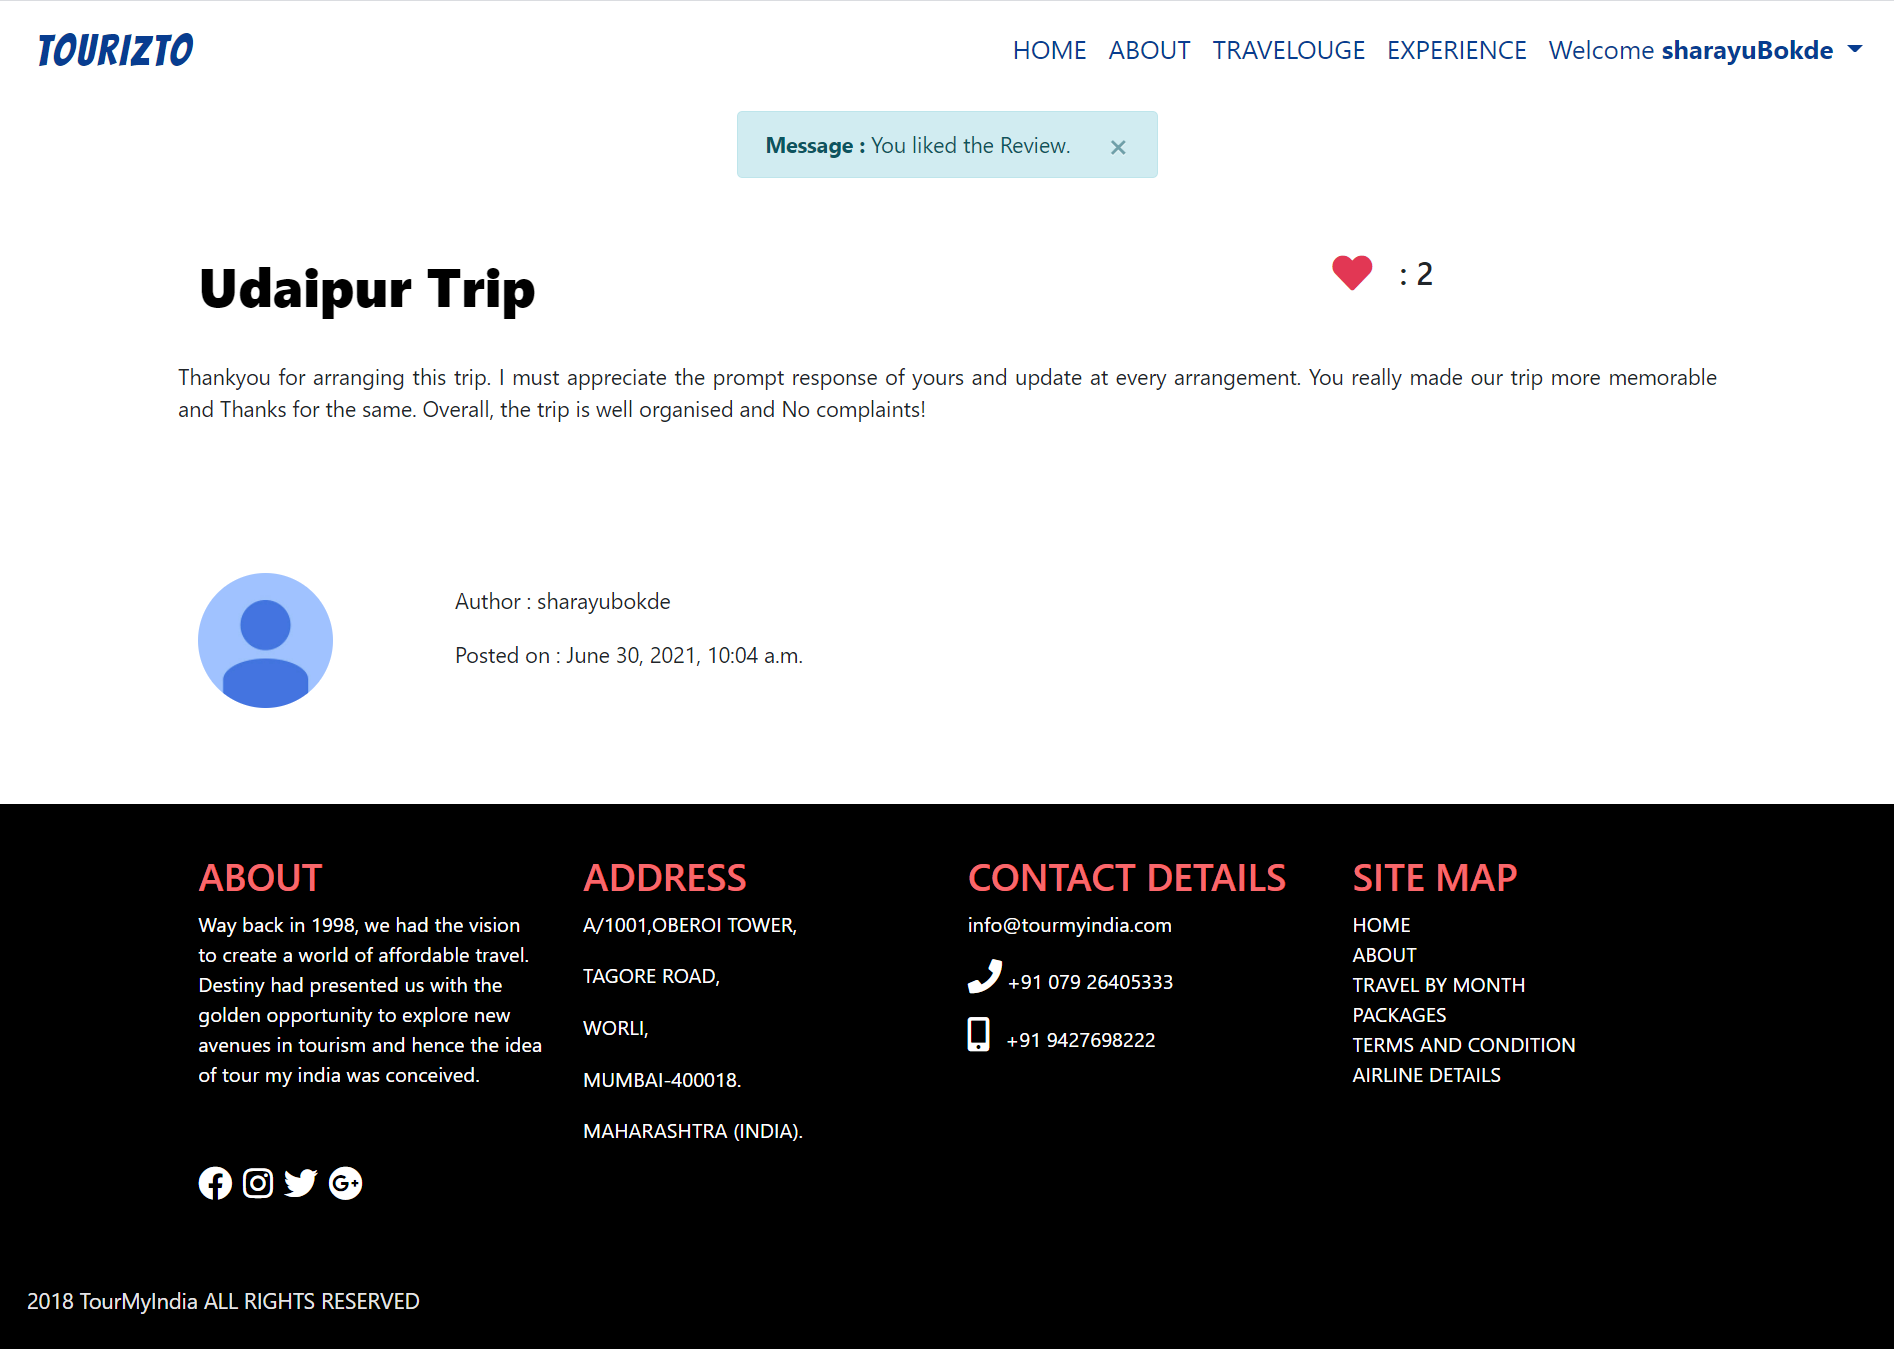 TOURIZTO
HOME ABOUT TRAVELOUGE EXPERIENCE Welcome sharayuBokde
Message : You liked the Review. ×
Udaipur Trip
: 2
Thankyou for arranging this trip. I must appreciate the prompt response of yours and update at every arrangement. You really made our trip more memorable
and Thanks for the same. Overall, the trip is well organised and No complaints!
Author : sharayubokde
Posted on : June 30, 2021, 10:04 a.m.
ABOUT
Way back in 1998, we had the vision
to create a world of affordable travel.
Destiny had presented us with the
golden opportunity to explore new
avenues in tourism and hence the idea
of tour my india was conceived.
ADDRESS
A/1001,OBEROI TOWER,
TAGORE ROAD,
WORLI,
MUMBAI-400018.
MAHARASHTRA (INDIA).
CONTACT DETAILS
info@tourmyindia.com
+91 079 26405333
+91 9427698222
SITE MAP
HOME
ABOUT
TRAVEL BY MONTH
PACKAGES
TERMS AND CONDITION
AIRLINE DETAILS
2018 TourMyIndia ALL RIGHTS RESERVED